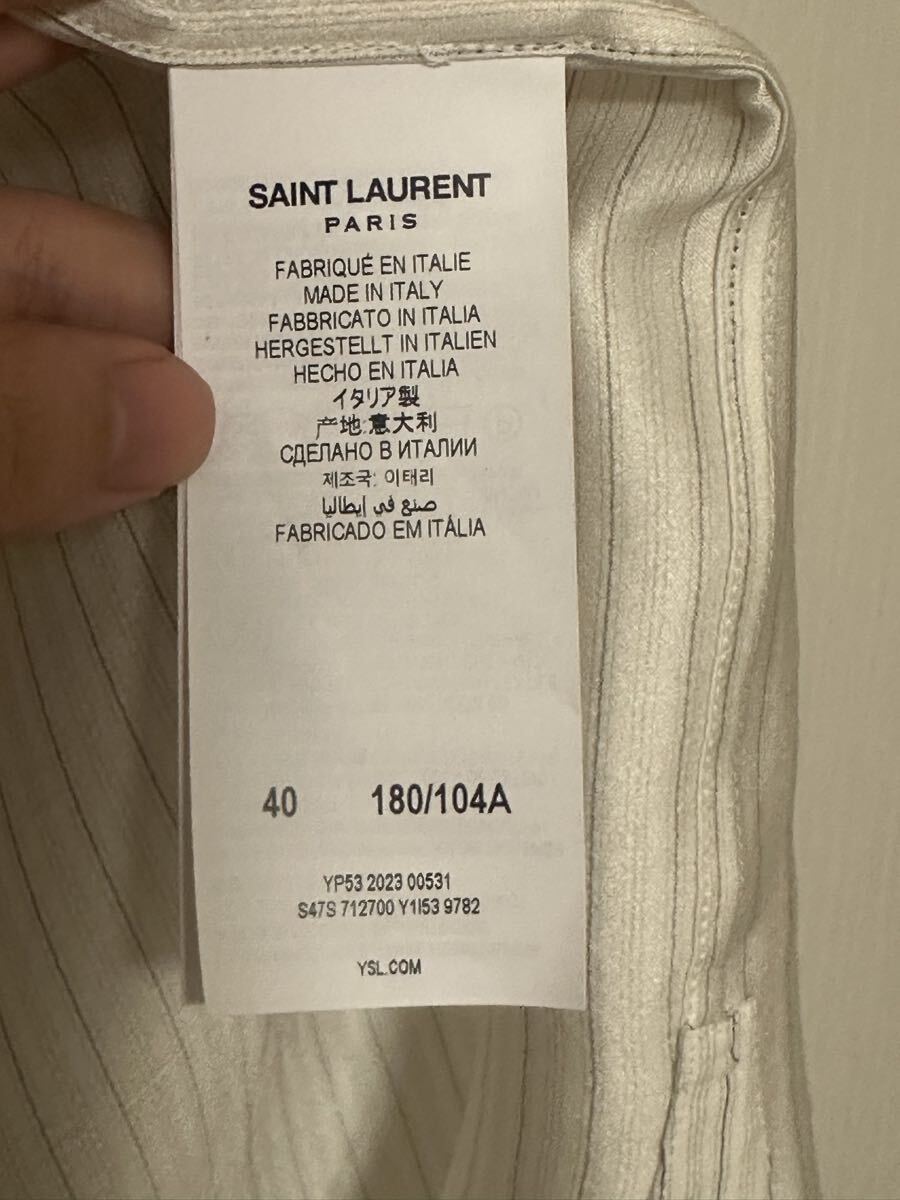 SAINT LAURENT
PARIS
FABRIQUÉ EN ITALIE
MADE IN ITALY
FABBRICATO IN ITALIA
HERGESTELLT IN ITALIEN
HECHO EN ITALIA
イタリア製
产地:意大利
СДЕЛАНО В ИТАЛИИ
제조국: 이태리
صنع في إيطاليا
FABRICADO EM ITÁLIA
40 180/104A
YP53 2023 00531
S47S 712700 Y1I53 9782
YSL.COM